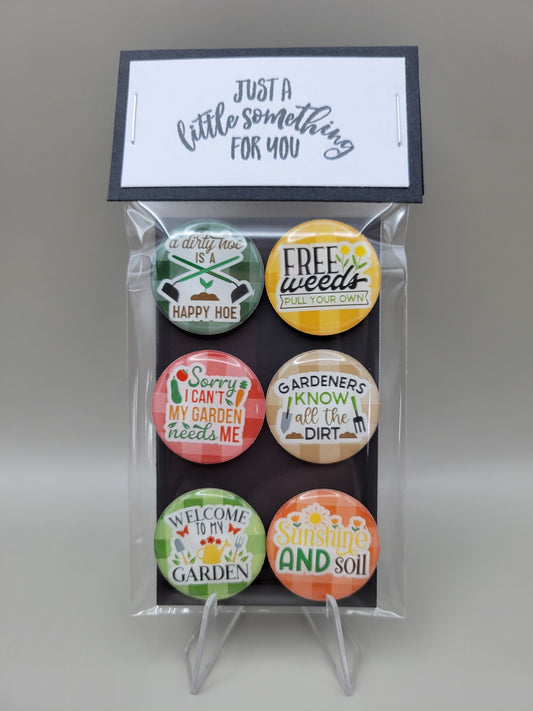 JUST A
little something
FOR YOU
a dirty hoe
IS A
HAPPY HOE
FREE
weeds
PULL YOUR OWN
Sorry
I CAN'T
MY GARDEN
needs ME
GARDENERS
KNOW
all the
DIRT
WELCOME
TO MY
GARDEN
Sunshine
AND soil